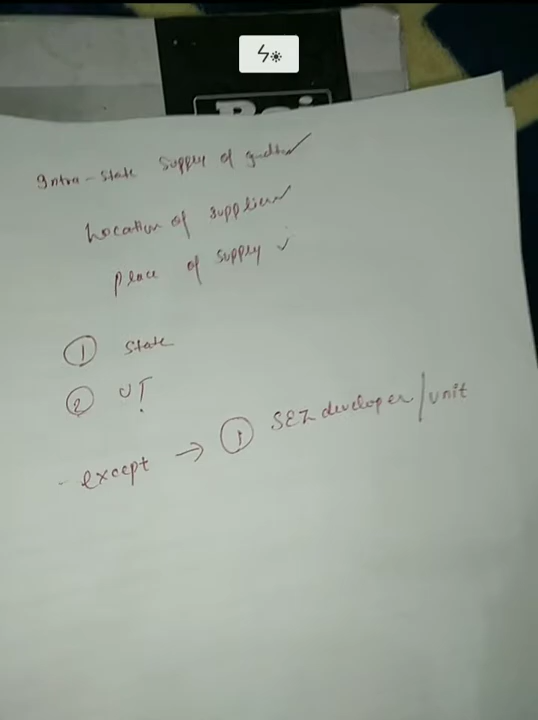 Intra-state supply of goods
Location of supplier
place of supply
① State
② UT
- except → ① SEZ developer/unit